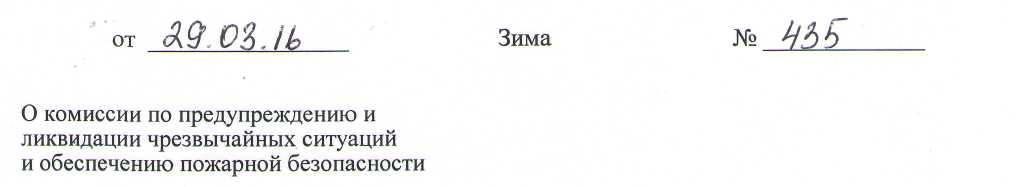 от 29.03.16 Зима № 435
О комиссии по предупреждению и
ликвидации чрезвычайных ситуаций
и обеспечению пожарной безопасности